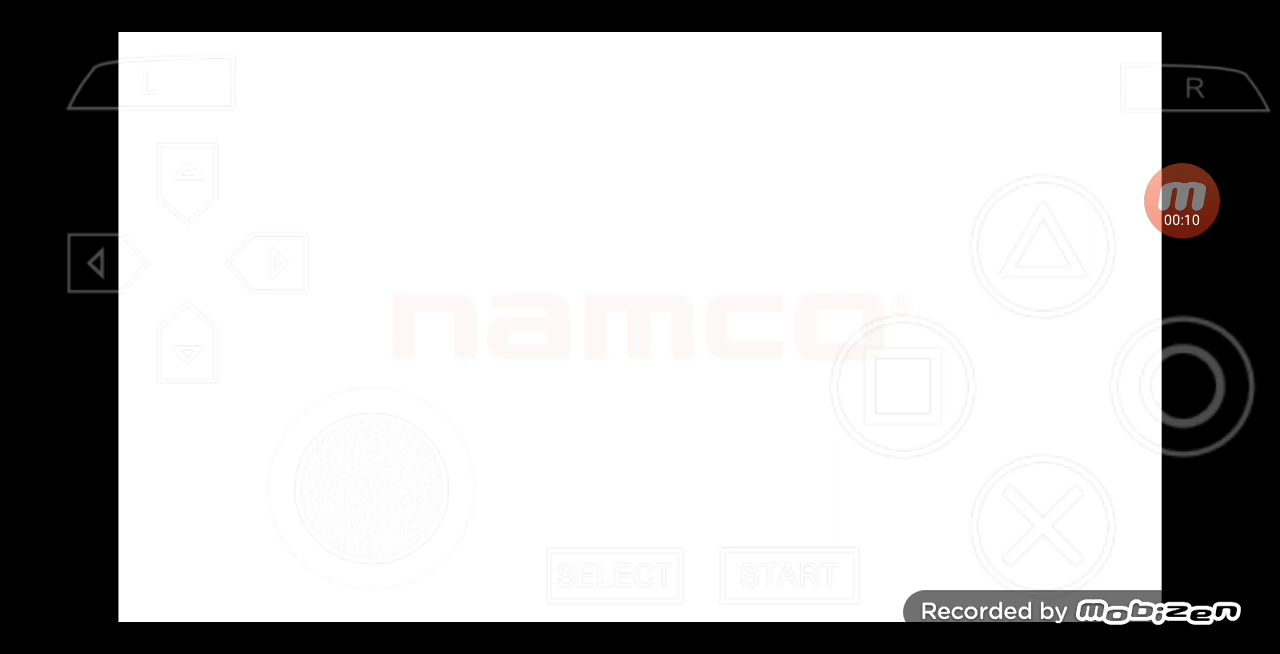 L
R
m
00:10
namco®
SELECT
START
Recorded by mobizen